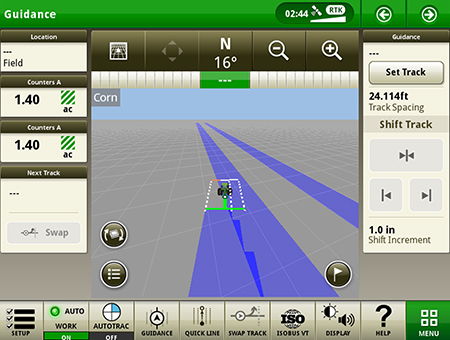 Guidance
02:44
RTK
Location
---
Field
Counters A
1.40
ac
Counters A
1.40
ac
Next Track
---
Swap
N
16°
---
Corn
Guidance
---
Set Track
24.114ft
Track Spacing
Shift Track
1.0 in
Shift Increment
SETUP
AUTO
WORK
ON
AUTOTRAC
OFF
GUIDANCE
QUICK LINE
SWAP TRACK
ISO
ISOBUS VT
DISPLAY
?
HELP
MENU